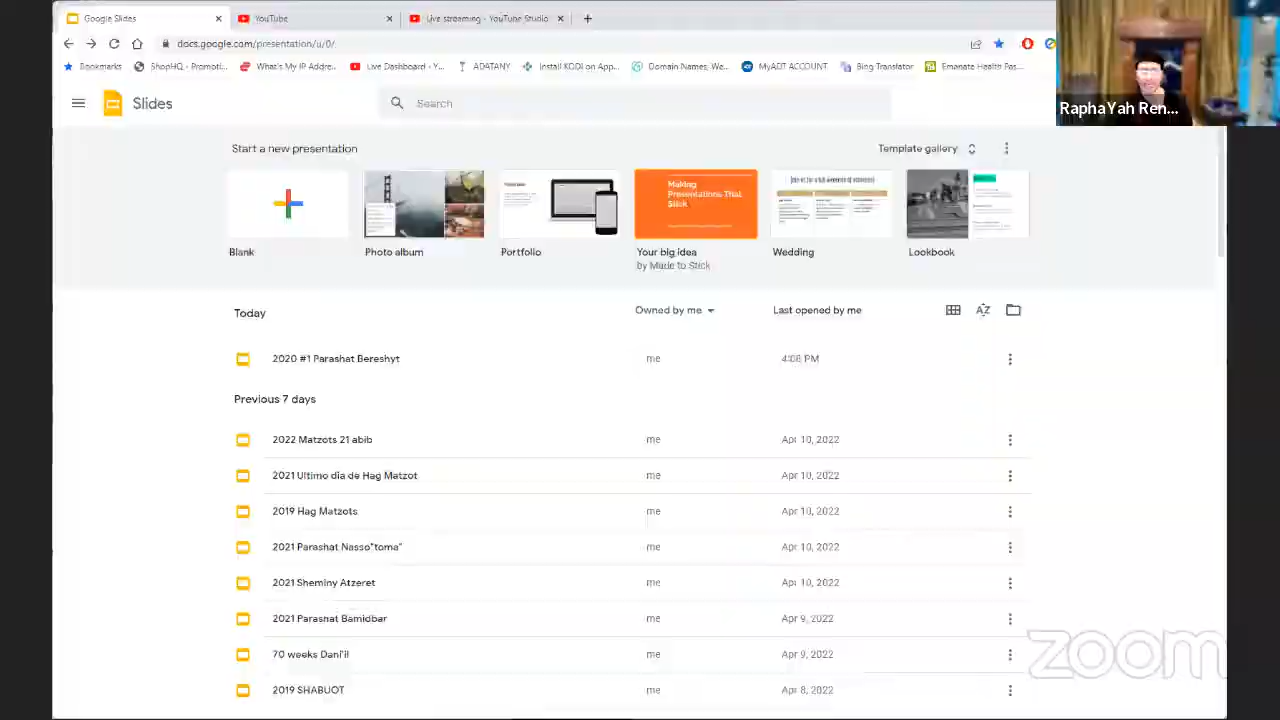 Google Slides
YouTube
Live streaming - YouTube Studio
docs.google.com/presentation/u/0/
Bookmarks
ShopHQ - Promoti...
What's My IP Addre...
Live Dashboard - Y...
ADATANY
Install KODI on App...
Domain Names, We...
MyADT ACCOUNT
Bing Translator
Emanate Health Pas...
RaphaYah Ren...
Slides
Search
Start a new presentation
Template gallery
Making
Presentations That
Stick
Blank
Photo album
Portfolio
Your big idea
by Made to Stick
Wedding
Lookbook
Today
Owned by me
Last opened by me
2020 #1 Parashat Bereshyt me 4:08 PM
Previous 7 days
2022 Matzots 21 abib me Apr 10, 2022
2021 Ultimo dia de Hag Matzot me Apr 10, 2022
2019 Hag Matzots me Apr 10, 2022
2021 Parashat Nasso"toma" me Apr 10, 2022
2021 Sheminy Atzeret me Apr 10, 2022
2021 Parashat Bamidbar me Apr 9, 2022
70 weeks Dani'il me Apr 9, 2022
2019 SHABUOT me Apr 8, 2022
zoom